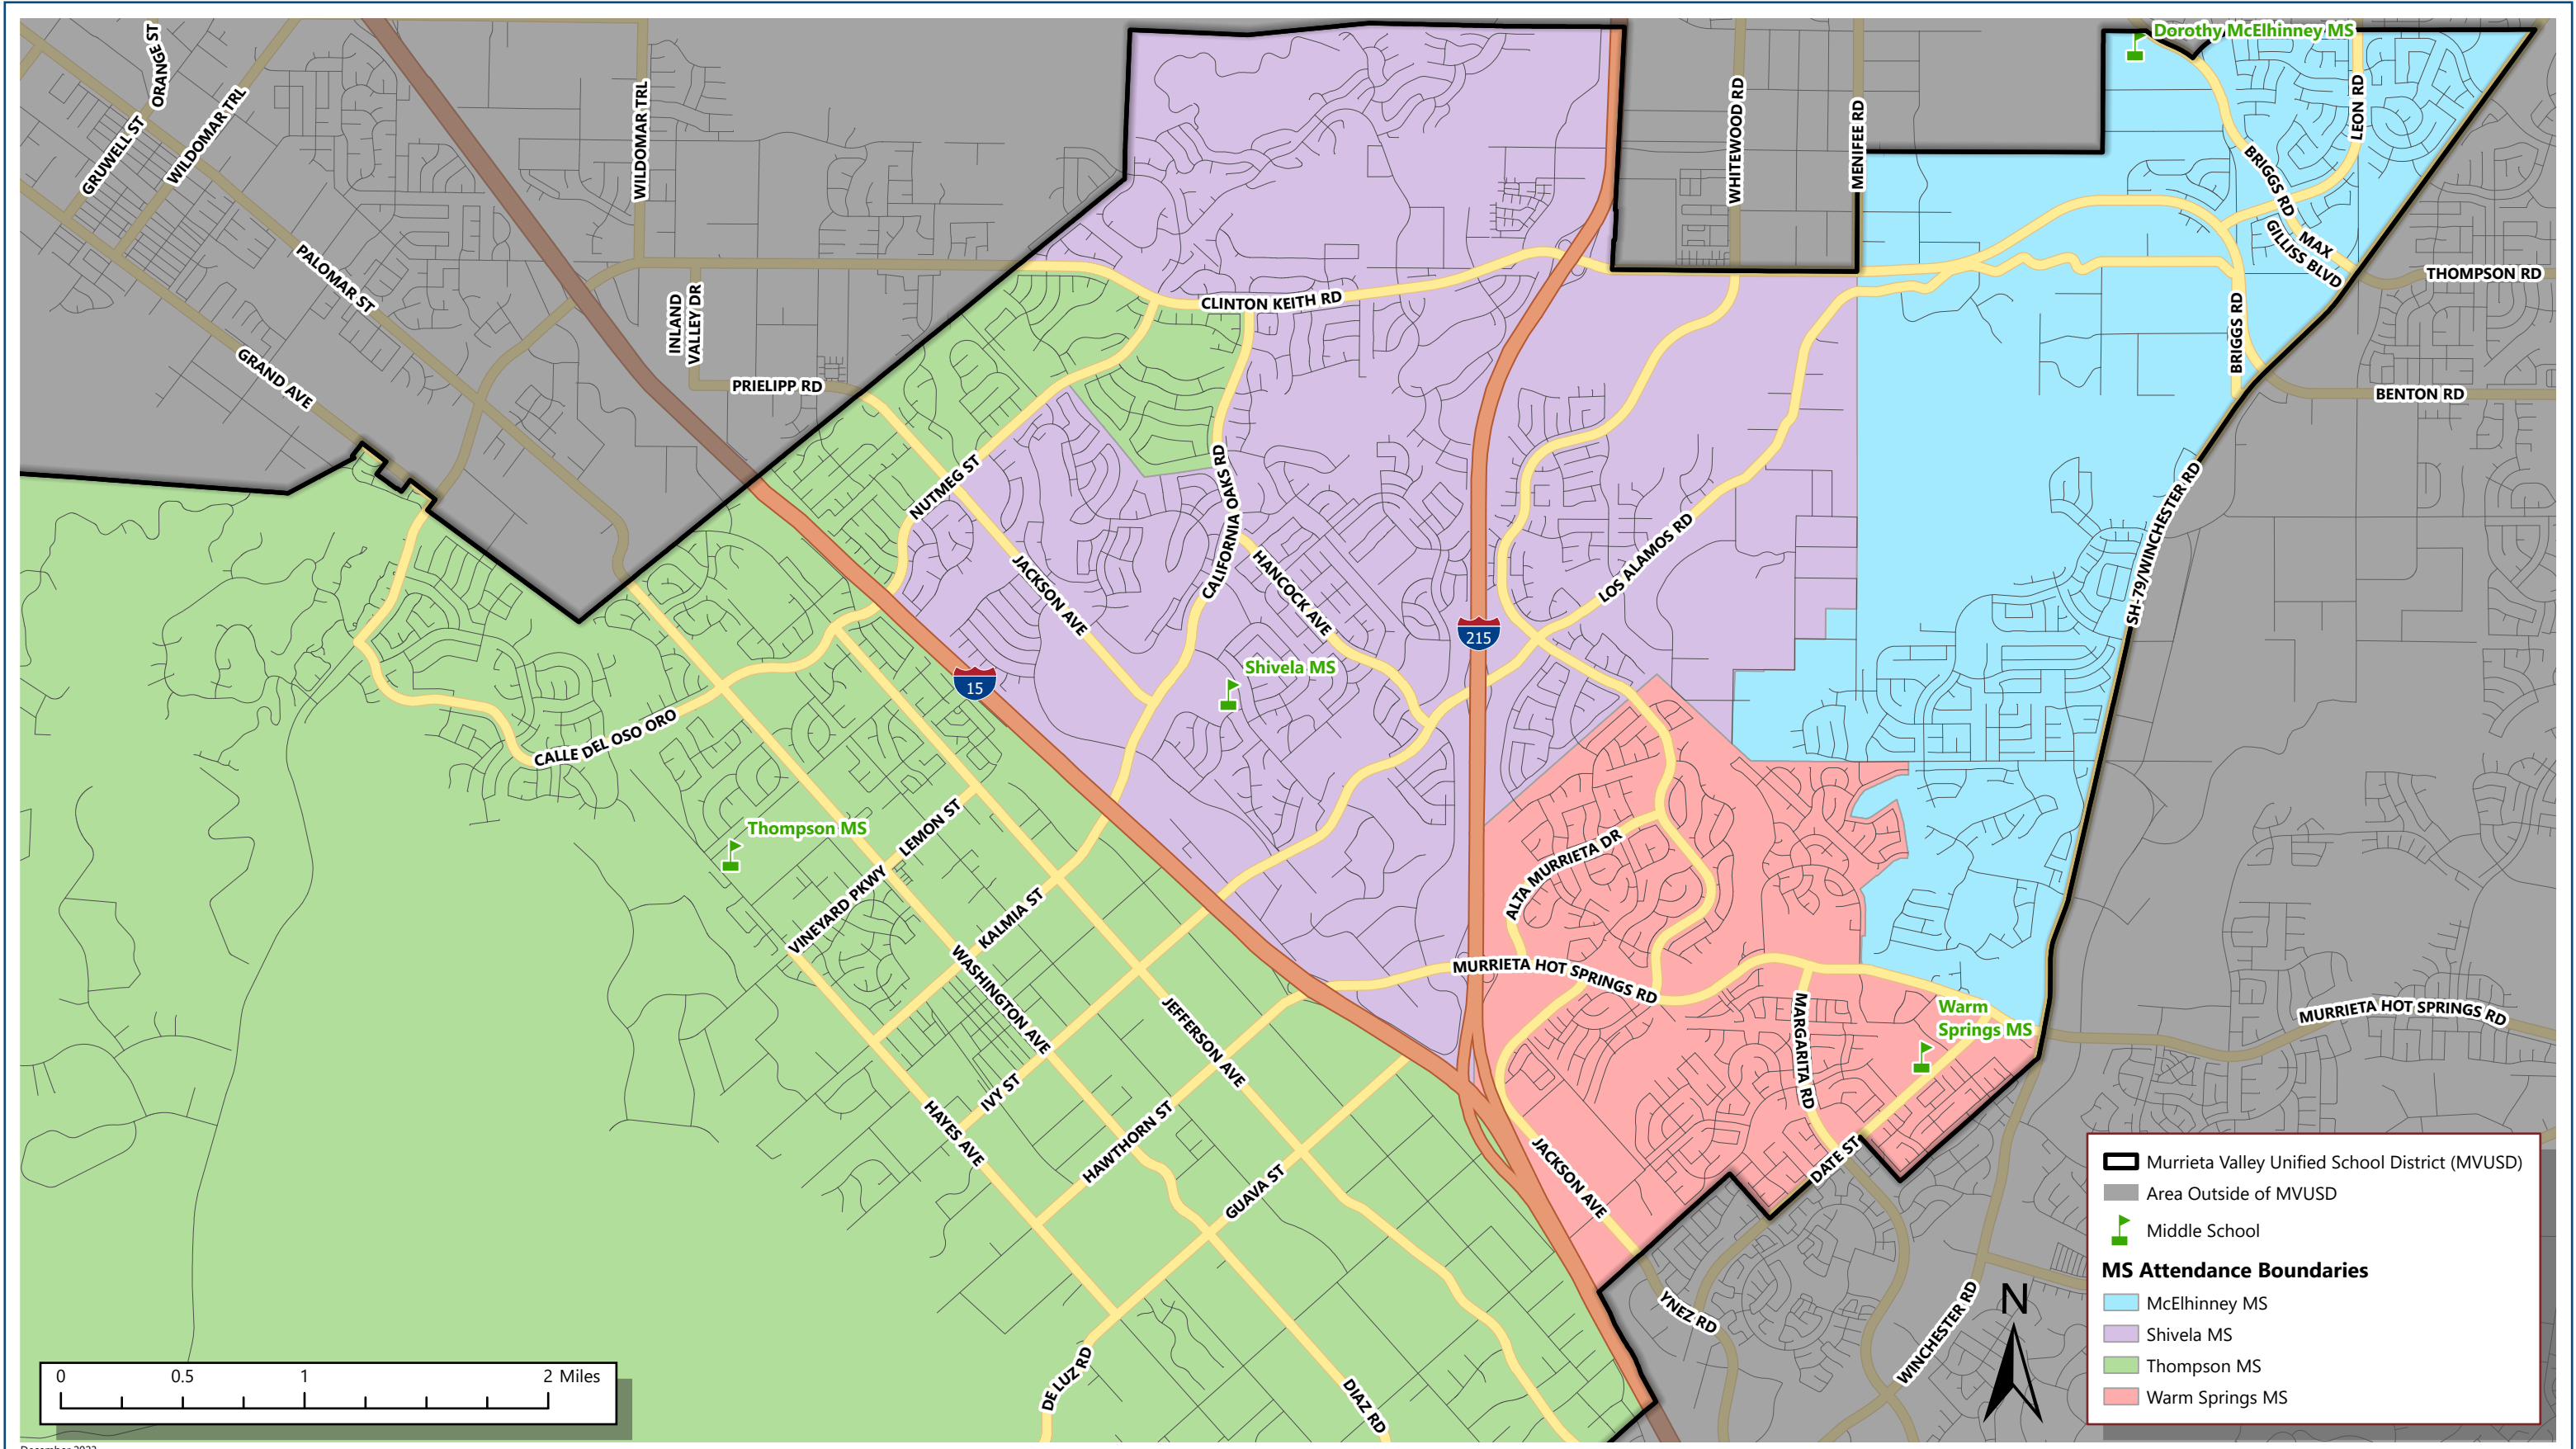 ORANGE ST
GRUWELL ST
WILDOMAR TRL
WILDOMAR TRL
PALOMAR ST
GRAND AVE
INLAND
VALLEY DR
PRIELIPP RD
WHITEWOOD RD
MENIFEE RD
Dorothy McElhinney MS
LEON RD
BRIGGS RD
MAX
GILLISS BLVD
THOMPSON RD
BRIGGS RD
BENTON RD
CLINTON KEITH RD
NUTMEG ST
CALIFORNIA OAKS RD
JACKSON AVE
HANCOCK AVE
LOS ALAMOS RD
SH-79/WINCHESTER RD
215
15
Shivela MS
CALLE DEL OSO ORO
Thompson MS
LEMON ST
VINEYARD PKWY
KALMIA ST
WASHINGTON AVE
ALTA MURRIETA DR
MURRIETA HOT SPRINGS RD
JEFFERSON AVE
IVY ST
HAYES AVE
HAWTHORN ST
GUAVA ST
MARGARITA RD
Warm
Springs MS
MURRIETA HOT SPRINGS RD
JACKSON AVE
DATE ST
YNEZ RD
WINCHESTER RD
DE LUZ RD
DIAZ RD
N
0 0.5 1 2 Miles
Murrieta Valley Unified School District (MVUSD)
Area Outside of MVUSD
Middle School
MS Attendance Boundaries
McElhinney MS
Shivela MS
Thompson MS
Warm Springs MS